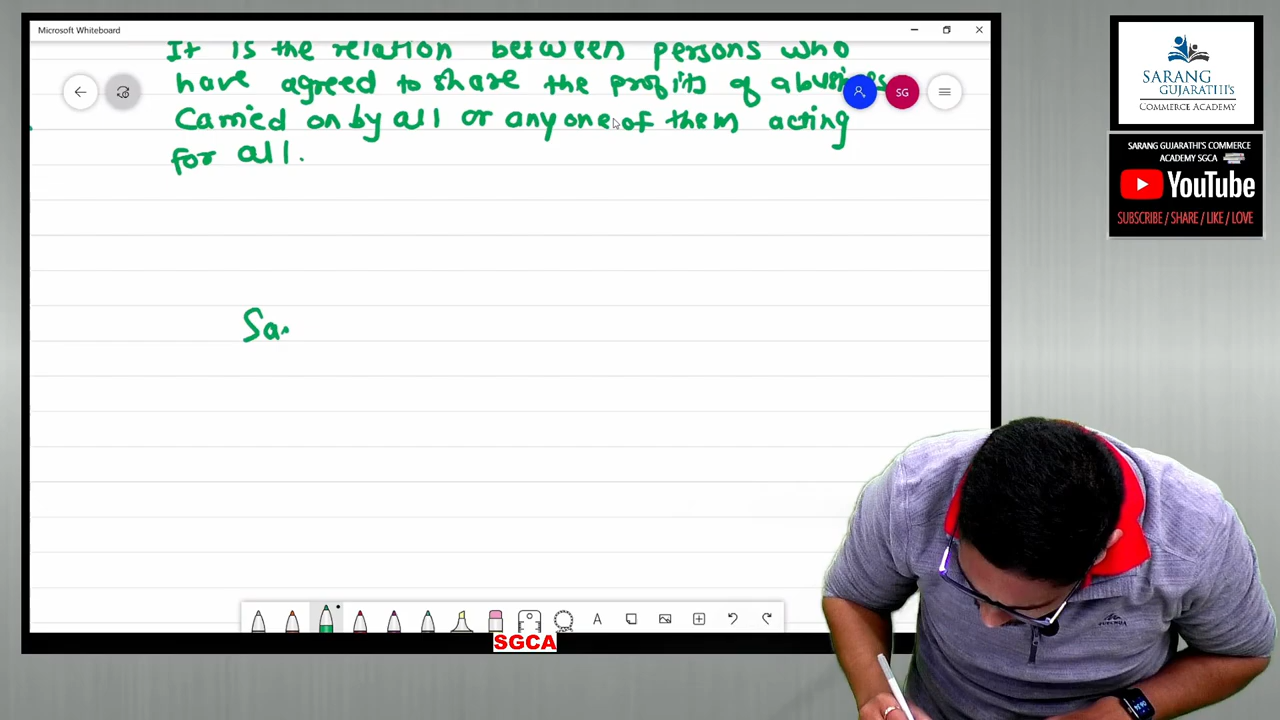 Microsoft Whiteboard
It is the relation between persons who
have agreed to share the profits of a business
Carried on by all or any one of them acting
for all.
SG
Sar
SGCA
SARANG
GUJARATHI'S
COMMERCE ACADEMY
SARANG GUJARATHI'S COMMERCE
ACADEMY SGCA
YouTube
SUBSCRIBE / SHARE / LIKE / LOVE